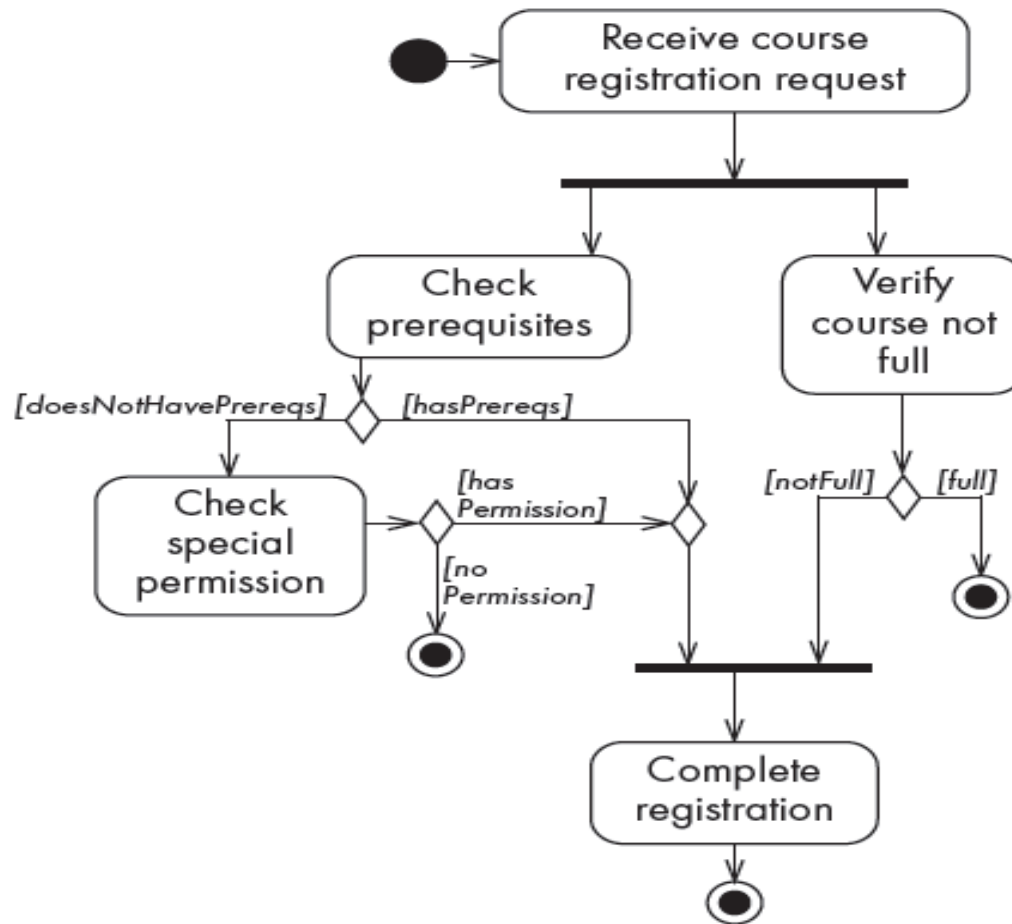 Receive course
registration request
Check
prerequisites
Verify
course not
full
[doesNotHavePrereqs]
[hasPrereqs]
[notFull]
[full]
Check
special
permission
[has
Permission]
[no
Permission]
Complete
registration